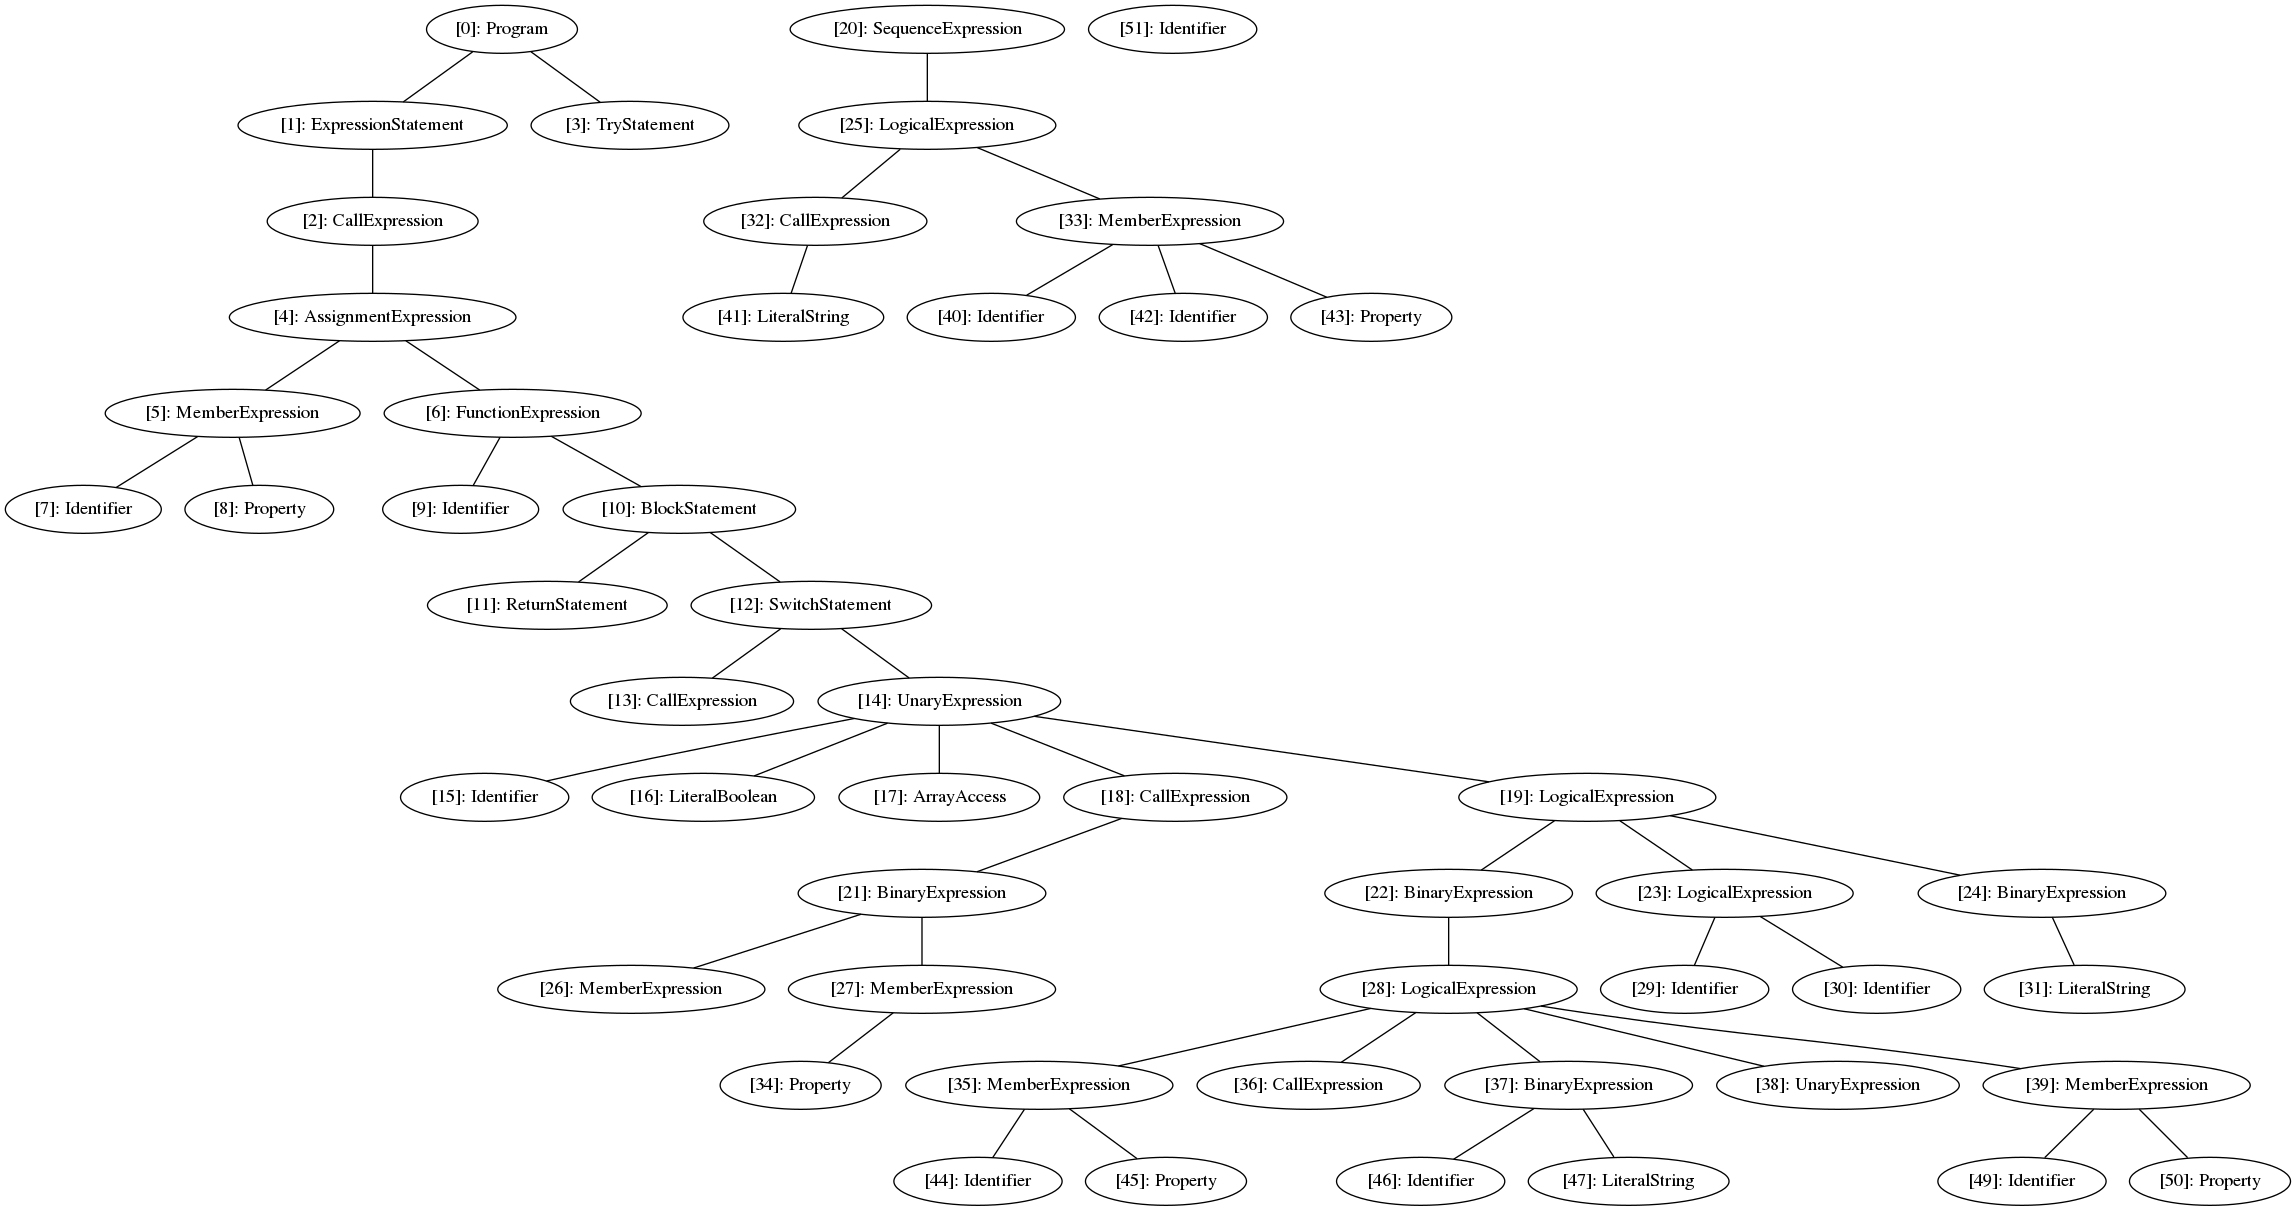 [0]: Program
[20]: SequenceExpression
[51]: Identifier
[1]: ExpressionStatement
[3]: TryStatement
[25]: LogicalExpression
[2]: CallExpression
[32]: CallExpression
[33]: MemberExpression
[4]: AssignmentExpression
[41]: LiteralString
[40]: Identifier
[42]: Identifier
[43]: Property
[5]: MemberExpression
[6]: FunctionExpression
[7]: Identifier
[8]: Property
[9]: Identifier
[10]: BlockStatement
[11]: ReturnStatement
[12]: SwitchStatement
[13]: CallExpression
[14]: UnaryExpression
[15]: Identifier
[16]: LiteralBoolean
[17]: ArrayAccess
[18]: CallExpression
[19]: LogicalExpression
[21]: BinaryExpression
[22]: BinaryExpression
[23]: LogicalExpression
[24]: BinaryExpression
[26]: MemberExpression
[27]: MemberExpression
[28]: LogicalExpression
[29]: Identifier
[30]: Identifier
[31]: LiteralString
[34]: Property
[35]: MemberExpression
[36]: CallExpression
[37]: BinaryExpression
[38]: UnaryExpression
[39]: MemberExpression
[44]: Identifier
[45]: Property
[46]: Identifier
[47]: LiteralString
[49]: Identifier
[50]: Property